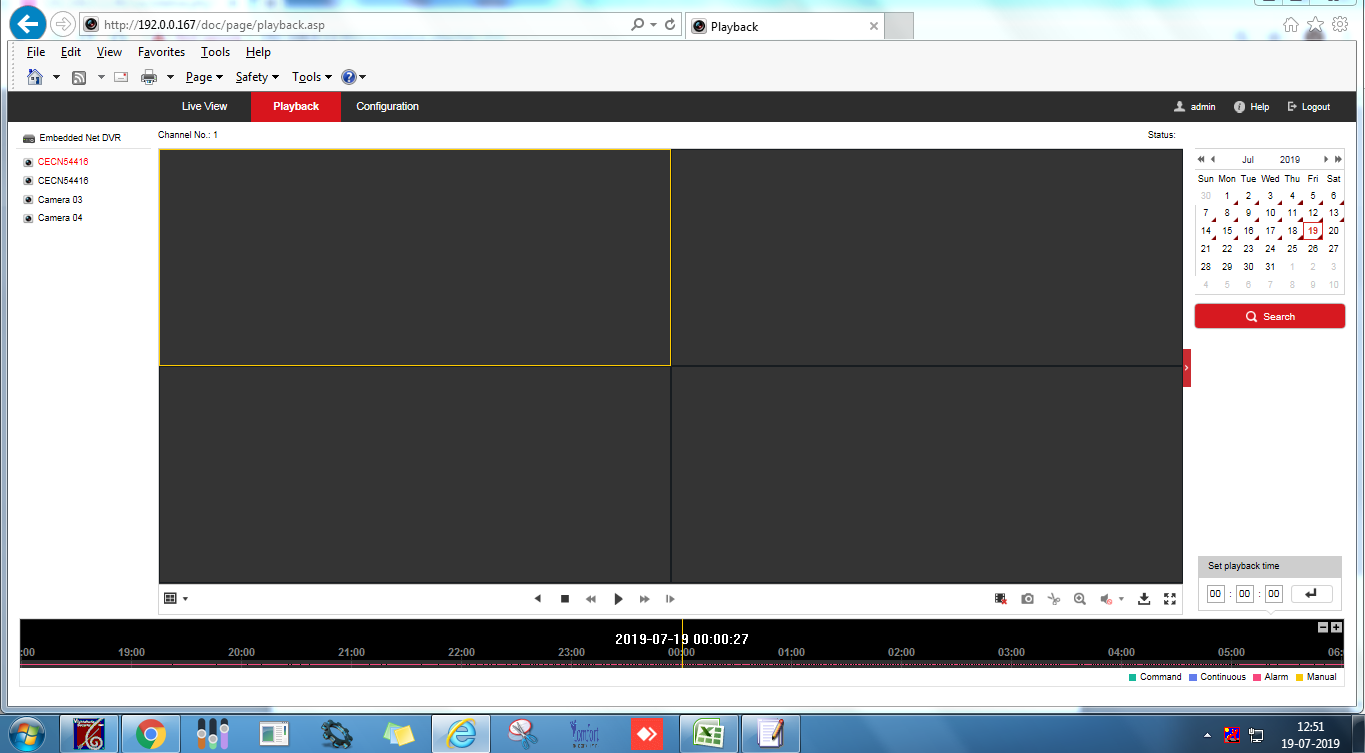 http://192.0.0.167/doc/page/playback.asp
Playback
File Edit View Favorites Tools Help
Page Safety Tools
Live View Playback Configuration
admin Help Logout
Embedded Net DVR
Channel No.: 1
Status:
CECN54416
CECN54416
Camera 03
Camera 04
Jul 2019
Sun Mon Tue Wed Thu Fri Sat
30 1 2 3 4 5 6
7 8 9 10 11 12 13
14 15 16 17 18 19 20
21 22 23 24 25 26 27
28 29 30 31 1 2 3
4 5 6 7 8 9 10
Search
Set playback time
00 : 00 : 00
2019-07-19 00:00:27
:00 19:00 20:00 21:00 22:00 23:00 00:00 01:00 02:00 03:00 04:00 05:00 06:
Command Continuous Alarm Manual
12:51
19-07-2019